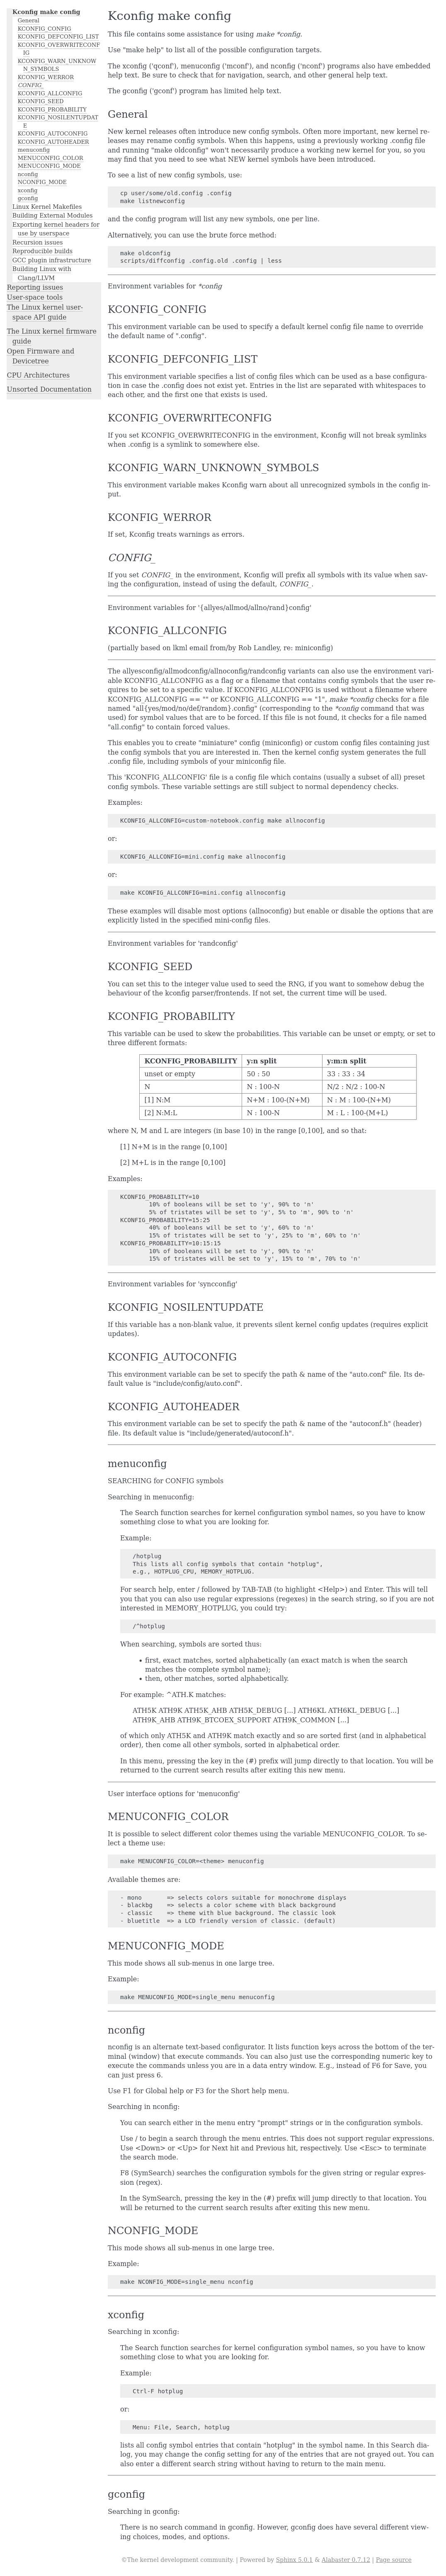 Kconfig make config
General
KCONFIG_CONFIG
KCONFIG_DEFCONFIG_LIST
KCONFIG_OVERWRITECONF
IG
KCONFIG_WARN_UNKNOW
N_SYMBOLS
KCONFIG_WERROR
CONFIG_
KCONFIG_ALLCONFIG
KCONFIG_SEED
KCONFIG_PROBABILITY
KCONFIG_NOSILENTUPDAT
E
KCONFIG_AUTOCONFIG
KCONFIG_AUTOHEADER
menuconfig
MENUCONFIG_COLOR
MENUCONFIG_MODE
nconfig
NCONFIG_MODE
xconfig
gconfig
Linux Kernel Makefiles
Building External Modules
Exporting kernel headers for
use by userspace
Recursion issues
Reproducible builds
GCC plugin infrastructure
Building Linux with
Clang/LLVM
Reporting issues
User-space tools
The Linux kernel user-
space API guide
The Linux kernel firmware
guide
Open Firmware and
Devicetree
CPU Architectures
Unsorted Documentation
Kconfig make config
This file contains some assistance for using make *config.
Use "make help" to list all of the possible configuration targets.
The xconfig ('qconf'), menuconfig ('mconf'), and nconfig ('nconf') programs also have embedded
help text. Be sure to check that for navigation, search, and other general help text.
The gconfig ('gconf') program has limited help text.
General
New kernel releases often introduce new config symbols. Often more important, new kernel re-
leases may rename config symbols. When this happens, using a previously working .config file
and running "make oldconfig" won't necessarily produce a working new kernel for you, so you
may find that you need to see what NEW kernel symbols have been introduced.
To see a list of new config symbols, use:
cp user/some/old.config .config
make listnewconfig
and the config program will list any new symbols, one per line.
Alternatively, you can use the brute force method:
make oldconfig
scripts/diffconfig .config.old .config | less
Environment variables for *config
KCONFIG_CONFIG
This environment variable can be used to specify a default kernel config file name to override
the default name of ".config".
KCONFIG_DEFCONFIG_LIST
This environment variable specifies a list of config files which can be used as a base configura-
tion in case the .config does not exist yet. Entries in the list are separated with whitespaces to
each other, and the first one that exists is used.
KCONFIG_OVERWRITECONFIG
If you set KCONFIG_OVERWRITECONFIG in the environment, Kconfig will not break symlinks
when .config is a symlink to somewhere else.
KCONFIG_WARN_UNKNOWN_SYMBOLS
This environment variable makes Kconfig warn about all unrecognized symbols in the config in-
put.
KCONFIG_WERROR
If set, Kconfig treats warnings as errors.
CONFIG_
If you set CONFIG_ in the environment, Kconfig will prefix all symbols with its value when sav-
ing the configuration, instead of using the default, CONFIG_.
Environment variables for '{allyes/allmod/allno/rand}config'
KCONFIG_ALLCONFIG
(partially based on lkml email from/by Rob Landley, re: miniconfig)
The allyesconfig/allmodconfig/allnoconfig/randconfig variants can also use the environment vari-
able KCONFIG_ALLCONFIG as a flag or a filename that contains config symbols that the user re-
quires to be set to a specific value. If KCONFIG_ALLCONFIG is used without a filename where
KCONFIG_ALLCONFIG == "" or KCONFIG_ALLCONFIG == "1", make *config checks for a file
named "all{yes/mod/no/def/random}.config" (corresponding to the *config command that was
used) for symbol values that are to be forced. If this file is not found, it checks for a file named
"all.config" to contain forced values.
This enables you to create "miniature" config (miniconfig) or custom config files containing just
the config symbols that you are interested in. Then the kernel config system generates the full
.config file, including symbols of your miniconfig file.
This 'KCONFIG_ALLCONFIG' file is a config file which contains (usually a subset of all) preset
config symbols. These variable settings are still subject to normal dependency checks.
Examples:
KCONFIG_ALLCONFIG=custom-notebook.config make allnoconfig
or:
KCONFIG_ALLCONFIG=mini.config make allnoconfig
or:
make KCONFIG_ALLCONFIG=mini.config allnoconfig
These examples will disable most options (allnoconfig) but enable or disable the options that are
explicitly listed in the specified mini-config files.
Environment variables for 'randconfig'
KCONFIG_SEED
You can set this to the integer value used to seed the RNG, if you want to somehow debug the
behaviour of the kconfig parser/frontends. If not set, the current time will be used.
KCONFIG_PROBABILITY
This variable can be used to skew the probabilities. This variable can be unset or empty, or set to
three different formats:
KCONFIG_PROBABILITY y:n split y:m:n split
unset or empty 50 : 50 33 : 33 : 34
N N : 100-N N/2 : N/2 : 100-N
[1] N:M N+M : 100-(N+M) N : M : 100-(N+M)
[2] N:M:L N : 100-N M : L : 100-(M+L)
where N, M and L are integers (in base 10) in the range [0,100], and so that:
[1] N+M is in the range [0,100]
[2] M+L is in the range [0,100]
Examples:
KCONFIG_PROBABILITY=10
10% of booleans will be set to 'y', 90% to 'n'
5% of tristates will be set to 'y', 5% to 'm', 90% to 'n'
KCONFIG_PROBABILITY=15:25
40% of booleans will be set to 'y', 60% to 'n'
15% of tristates will be set to 'y', 25% to 'm', 60% to 'n'
KCONFIG_PROBABILITY=10:15:15
10% of booleans will be set to 'y', 90% to 'n'
15% of tristates will be set to 'y', 15% to 'm', 70% to 'n'
Environment variables for 'syncconfig'
KCONFIG_NOSILENTUPDATE
If this variable has a non-blank value, it prevents silent kernel config updates (requires explicit
updates).
KCONFIG_AUTOCONFIG
This environment variable can be set to specify the path & name of the "auto.conf" file. Its de-
fault value is "include/config/auto.conf".
KCONFIG_AUTOHEADER
This environment variable can be set to specify the path & name of the "autoconf.h" (header)
file. Its default value is "include/generated/autoconf.h".
menuconfig
SEARCHING for CONFIG symbols
Searching in menuconfig:
The Search function searches for kernel configuration symbol names, so you have to know
something close to what you are looking for.
Example:
/hotplug
This lists all config symbols that contain "hotplug",
e.g., HOTPLUG_CPU, MEMORY_HOTPLUG.
For search help, enter / followed by TAB-TAB (to highlight <Help>) and Enter. This will tell
you that you can also use regular expressions (regexes) in the search string, so if you are not
interested in MEMORY_HOTPLUG, you could try:
/^hotplug
When searching, symbols are sorted thus:
• first, exact matches, sorted alphabetically (an exact match is when the search
matches the complete symbol name);
• then, other matches, sorted alphabetically.
For example: ^ATH.K matches:
ATH5K ATH9K ATH5K_AHB ATH5K_DEBUG [...] ATH6KL ATH6KL_DEBUG [...]
ATH9K_AHB ATH9K_BTCOEX_SUPPORT ATH9K_COMMON [...]
of which only ATH5K and ATH9K match exactly and so are sorted first (and in alphabetical
order), then come all other symbols, sorted in alphabetical order.
In this menu, pressing the key in the (#) prefix will jump directly to that location. You will be
returned to the current search results after exiting this new menu.
User interface options for 'menuconfig'
MENUCONFIG_COLOR
It is possible to select different color themes using the variable MENUCONFIG_COLOR. To se-
lect a theme use:
make MENUCONFIG_COLOR=<theme> menuconfig
Available themes are:
- mono => selects colors suitable for monochrome displays
- blackbg => selects a color scheme with black background
- classic => theme with blue background. The classic look
- bluetitle => a LCD friendly version of classic. (default)
MENUCONFIG_MODE
This mode shows all sub-menus in one large tree.
Example:
make MENUCONFIG_MODE=single_menu menuconfig
nconfig
nconfig is an alternate text-based configurator. It lists function keys across the bottom of the ter-
minal (window) that execute commands. You can also just use the corresponding numeric key to
execute the commands unless you are in a data entry window. E.g., instead of F6 for Save, you
can just press 6.
Use F1 for Global help or F3 for the Short help menu.
Searching in nconfig:
You can search either in the menu entry "prompt" strings or in the configuration symbols.
Use / to begin a search through the menu entries. This does not support regular expressions.
Use <Down> or <Up> for Next hit and Previous hit, respectively. Use <Esc> to terminate
the search mode.
F8 (SymSearch) searches the configuration symbols for the given string or regular expres-
sion (regex).
In the SymSearch, pressing the key in the (#) prefix will jump directly to that location. You
will be returned to the current search results after exiting this new menu.
NCONFIG_MODE
This mode shows all sub-menus in one large tree.
Example:
make NCONFIG_MODE=single_menu nconfig
xconfig
Searching in xconfig:
The Search function searches for kernel configuration symbol names, so you have to know
something close to what you are looking for.
Example:
Ctrl-F hotplug
or:
Menu: File, Search, hotplug
lists all config symbol entries that contain "hotplug" in the symbol name. In this Search dia-
log, you may change the config setting for any of the entries that are not grayed out. You can
also enter a different search string without having to return to the main menu.
gconfig
Searching in gconfig:
There is no search command in gconfig. However, gconfig does have several different view-
ing choices, modes, and options.
©The kernel development community. | Powered by Sphinx 5.0.1 & Alabaster 0.7.12 | Page source